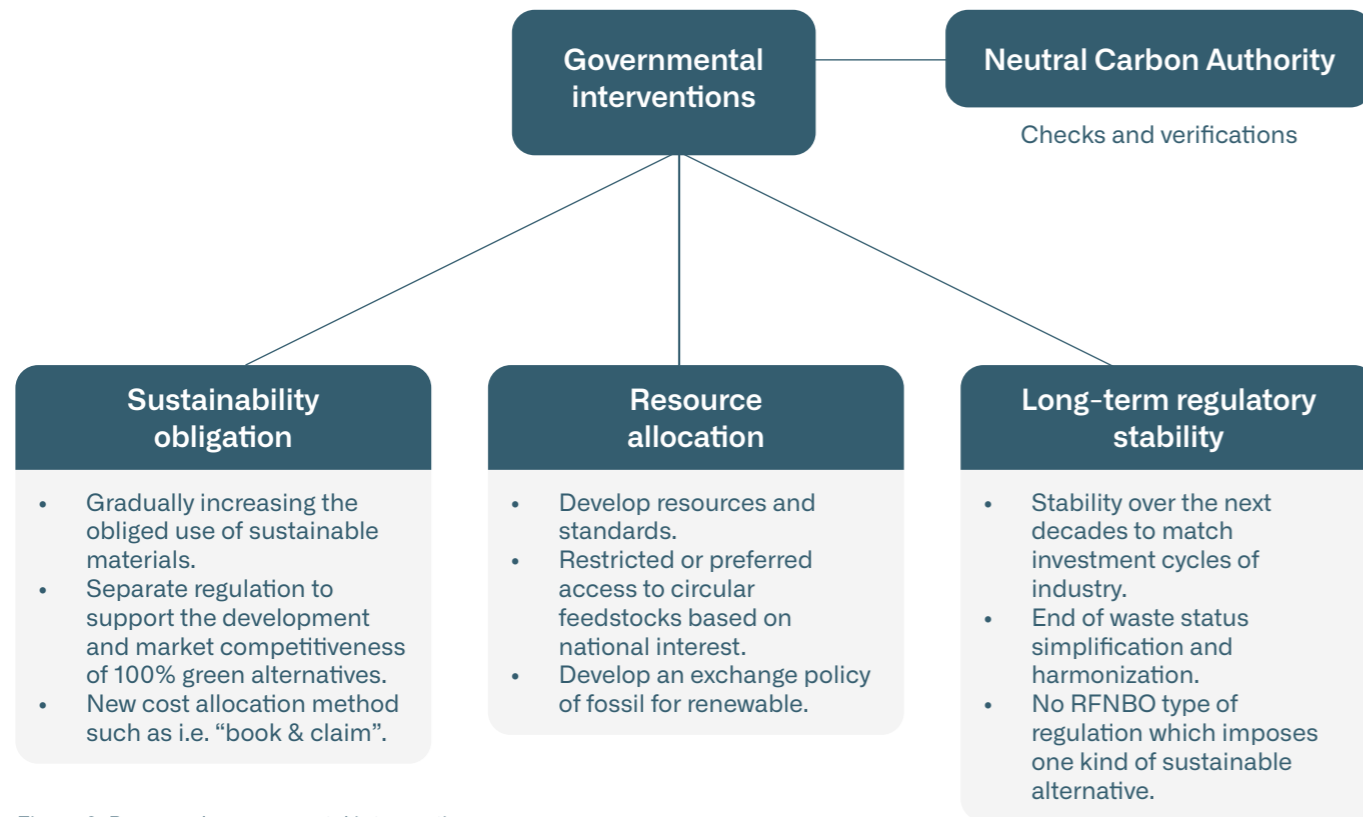 Governmental
interventions
Neutral Carbon Authority
Checks and verifications
Sustainability
obligation
• Gradually increasing the
obliged use of sustainable
materials.
• Separate regulation to
support the development
and market competitiveness
of 100% green alternatives.
• New cost allocation method
such as i.e. “book & claim”.
Resource
allocation
• Develop resources and
standards.
• Restricted or preferred
access to circular
feedstocks based on
national interest.
• Develop an exchange policy
of fossil for renewable.
Long-term regulatory
stability
• Stability over the next
decades to match
investment cycles of
industry.
• End of waste status
simplification and
harmonization.
• No RFNBO type of
regulation which imposes
one kind of sustainable
alternative.